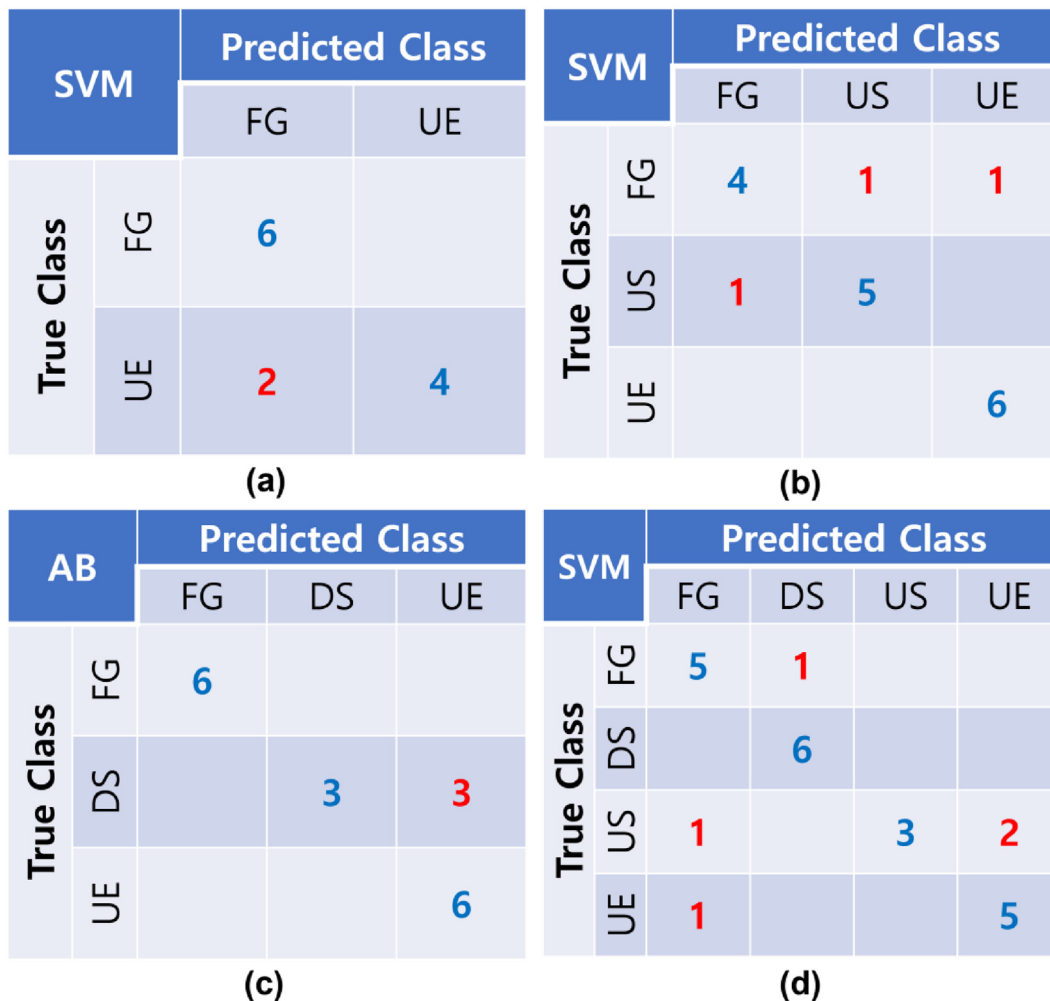 SVM
Predicted Class
FG UE
True Class
FG 6
UE 2 4
(a)
SVM
Predicted Class
FG US UE
True Class
FG 4 1 1
US 1 5
UE 6
(b)
AB
Predicted Class
FG DS UE
True Class
FG 6
DS 3 3
UE 6
(c)
SVM
Predicted Class
FG DS US UE
True Class
FG 5 1
DS 6
US 1 3 2
UE 1 5
(d)